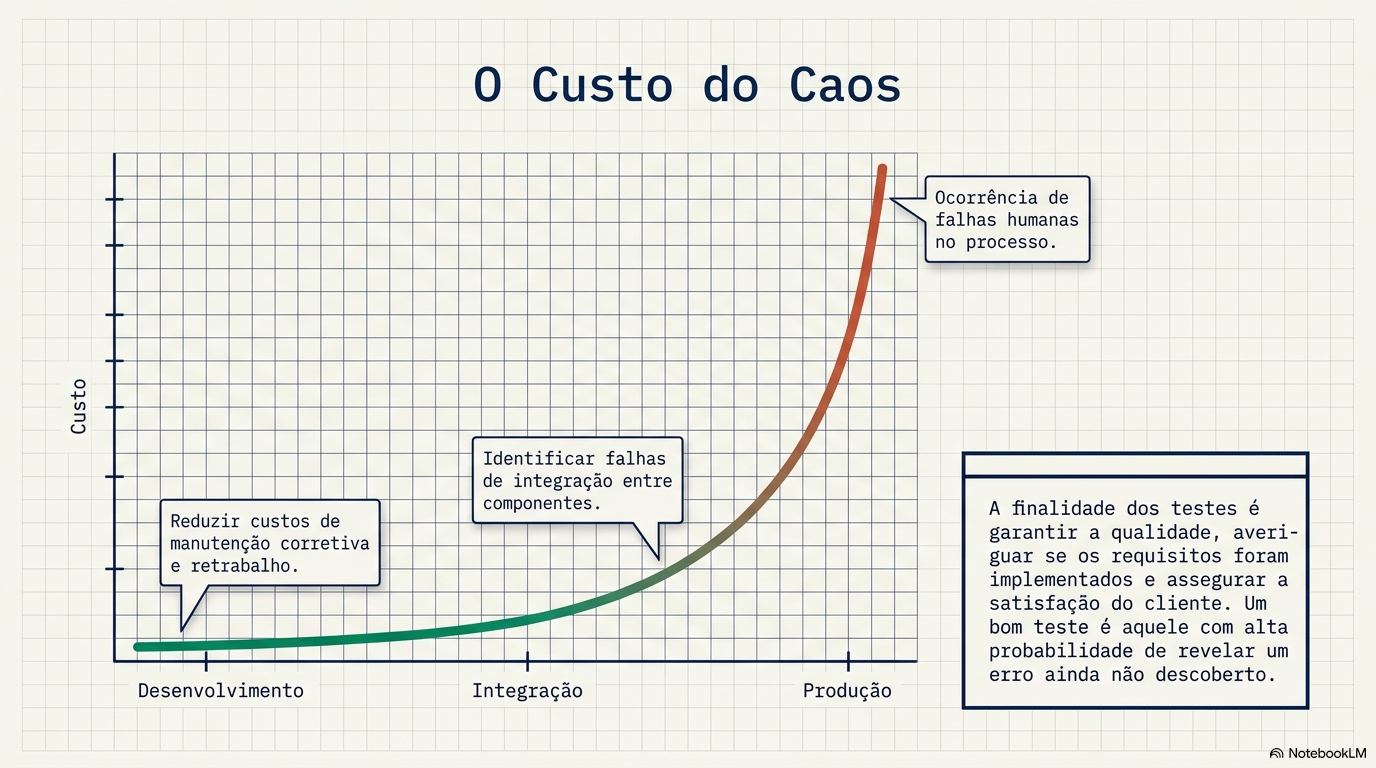 O Custo do Caos
Ocorrência de
falhas humanas
no processo.
Custo
Identificar falhas
de integração entre
componentes.
Reduzir custos de
manutenção corretiva
e retrabalho.
Desenvolvimento
Integração
Produção
A finalidade dos testes é
garantir a qualidade, averi-
guar se os requisitos foram
implementados e assegurar a
satisfação do cliente. Um
bom teste é aquele com alta
probabilidade de revelar um
erro ainda não descoberto.
NotebookLM